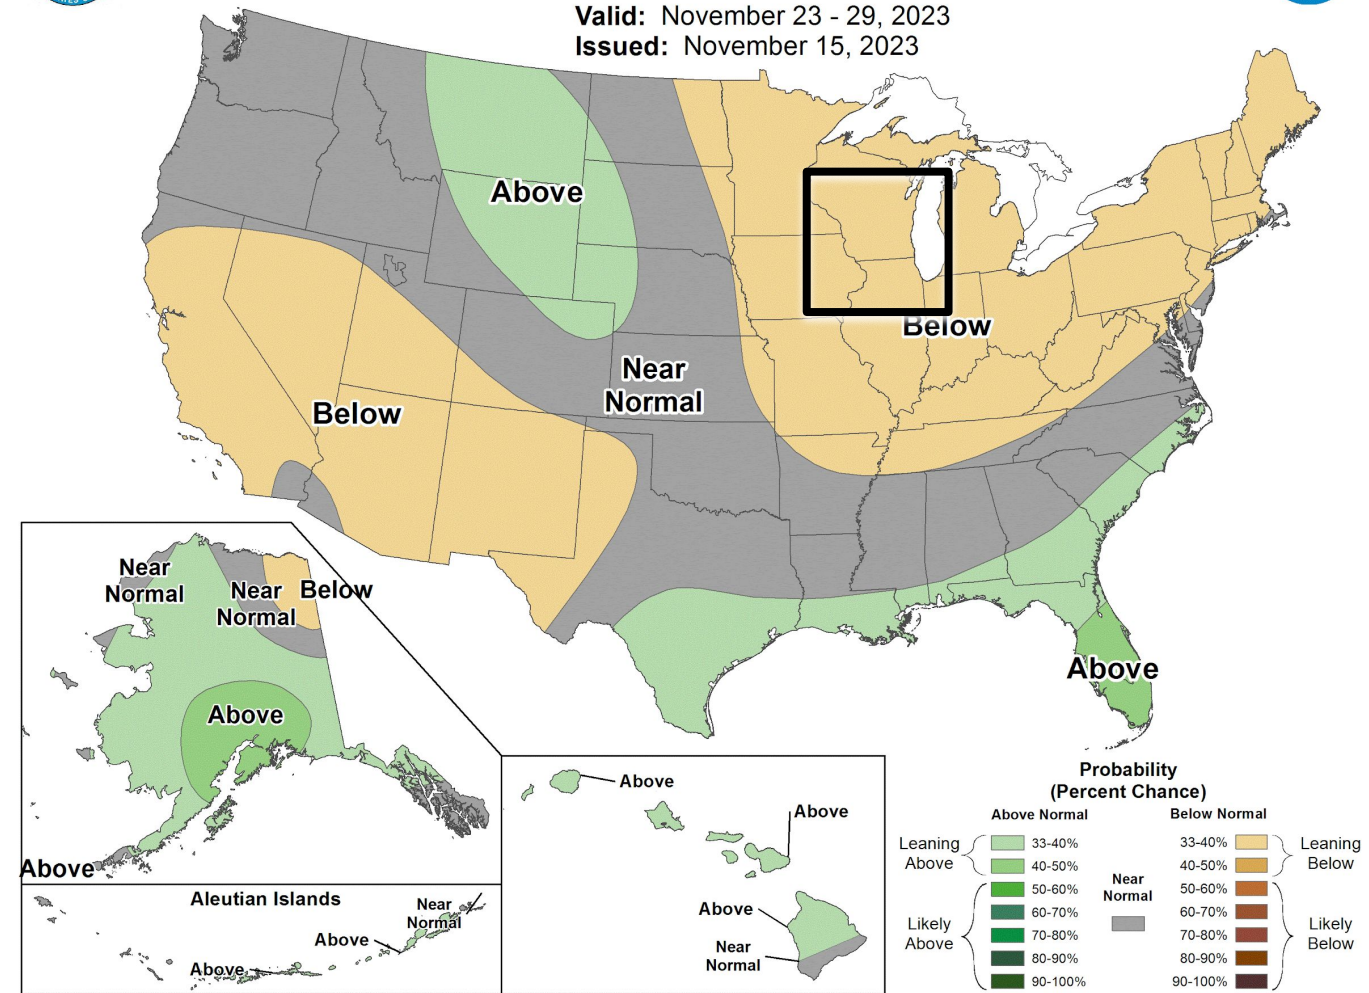 Valid: November 23 - 29, 2023
Issued: November 15, 2023
Above
Below
Near
Normal
Below
Near
Normal
Near
Normal
Below
Above
Above
Above
Above
Above
Probability
(Percent Chance)
Above Normal
Below Normal
Leaning
Above
33-40%
40-50%
33-40%
40-50%
Leaning
Below
Near
Normal
Likely
Above
50-60%
60-70%
70-80%
80-90%
90-100%
50-60%
60-70%
70-80%
80-90%
90-100%
Likely
Below
Above
Near
Normal
Above
Aleutian Islands
Near
Normal
Above
Above